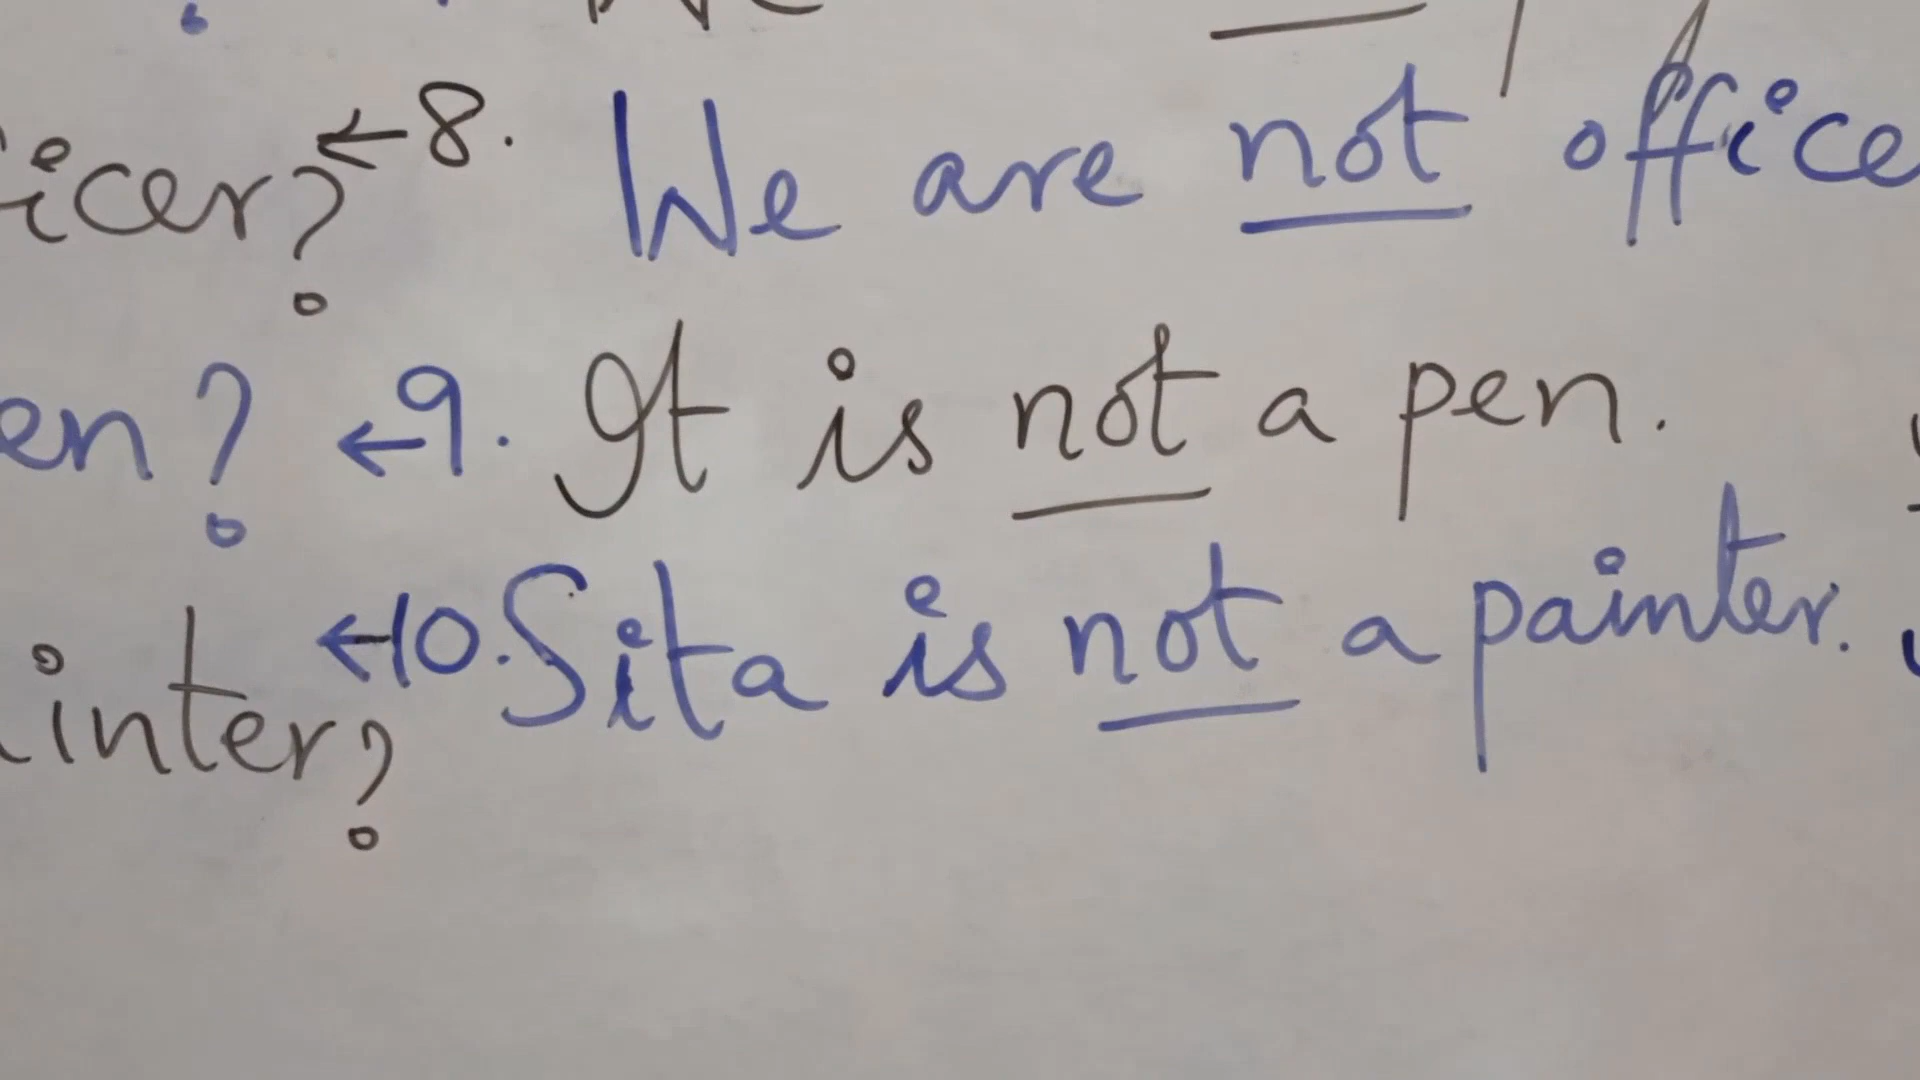 icer? ← 8. We are not office
en? ← 9. It is not a pen.
inter? ← 10. Sita is not a painter.